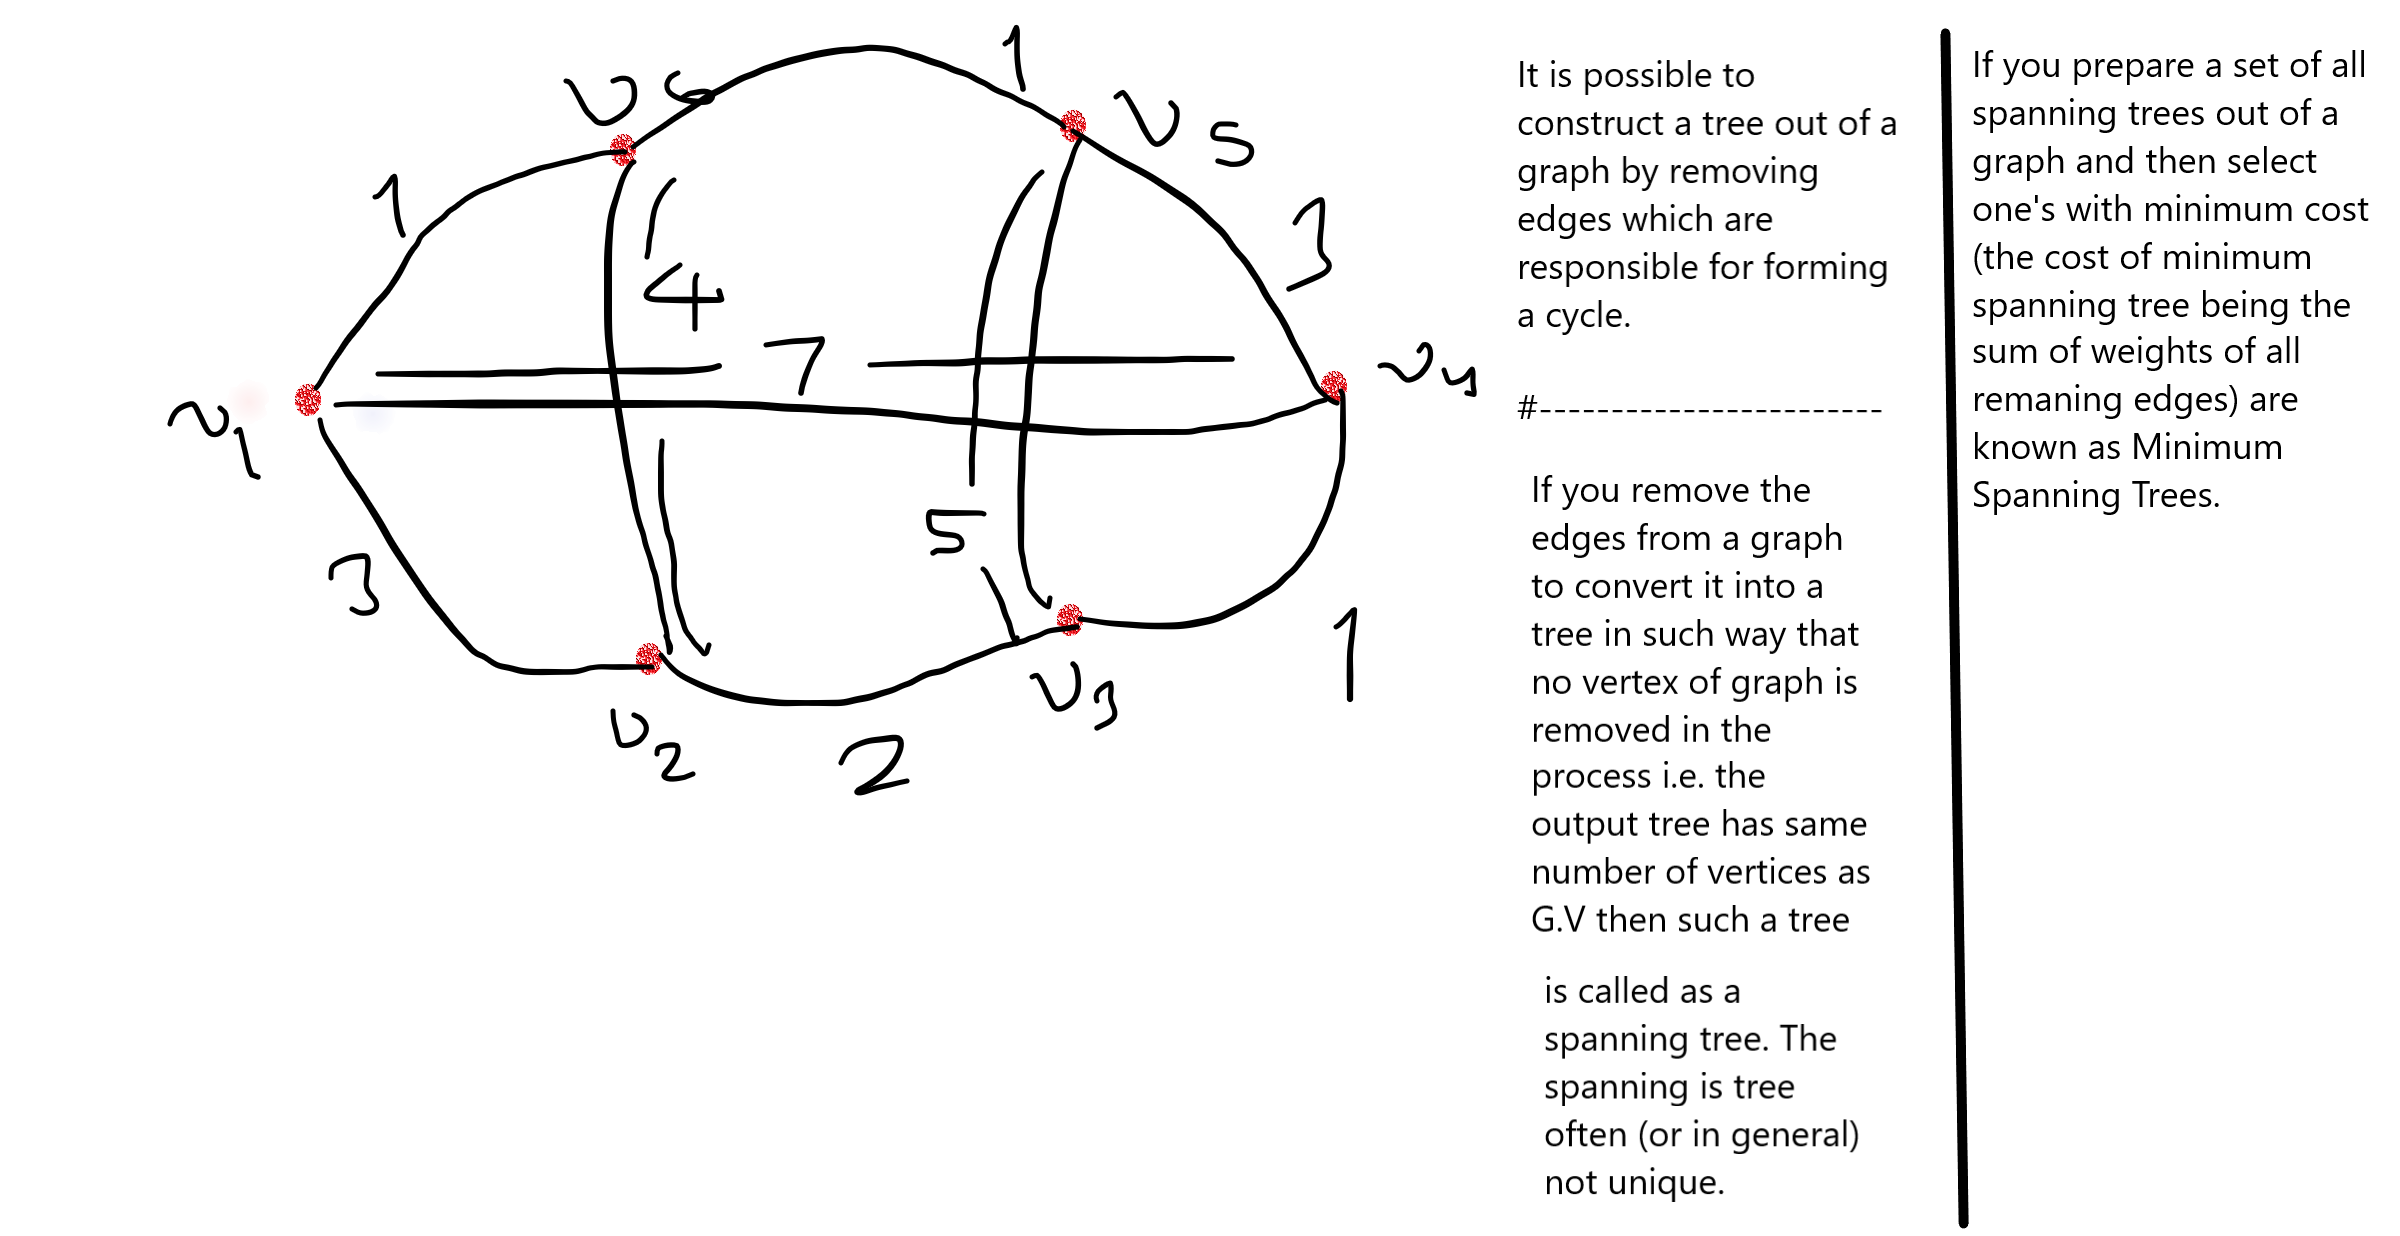 v6
1
v5
1
3
4
7
v4
v1
5
3
1
v3
v2
2
It is possible to
construct a tree out of a
graph by removing
edges which are
responsible for forming
a cycle.
#------------------------
If you remove the
edges from a graph
to convert it into a
tree in such way that
no vertex of graph is
removed in the
process i.e. the
output tree has same
number of vertices as
G.V then such a tree
is called as a
spanning tree. The
spanning is tree
often (or in general)
not unique.
If you prepare a set of all
spanning trees out of a
graph and then select
one's with minimum cost
(the cost of minimum
spanning tree being the
sum of weights of all
remaning edges) are
known as Minimum
Spanning Trees.